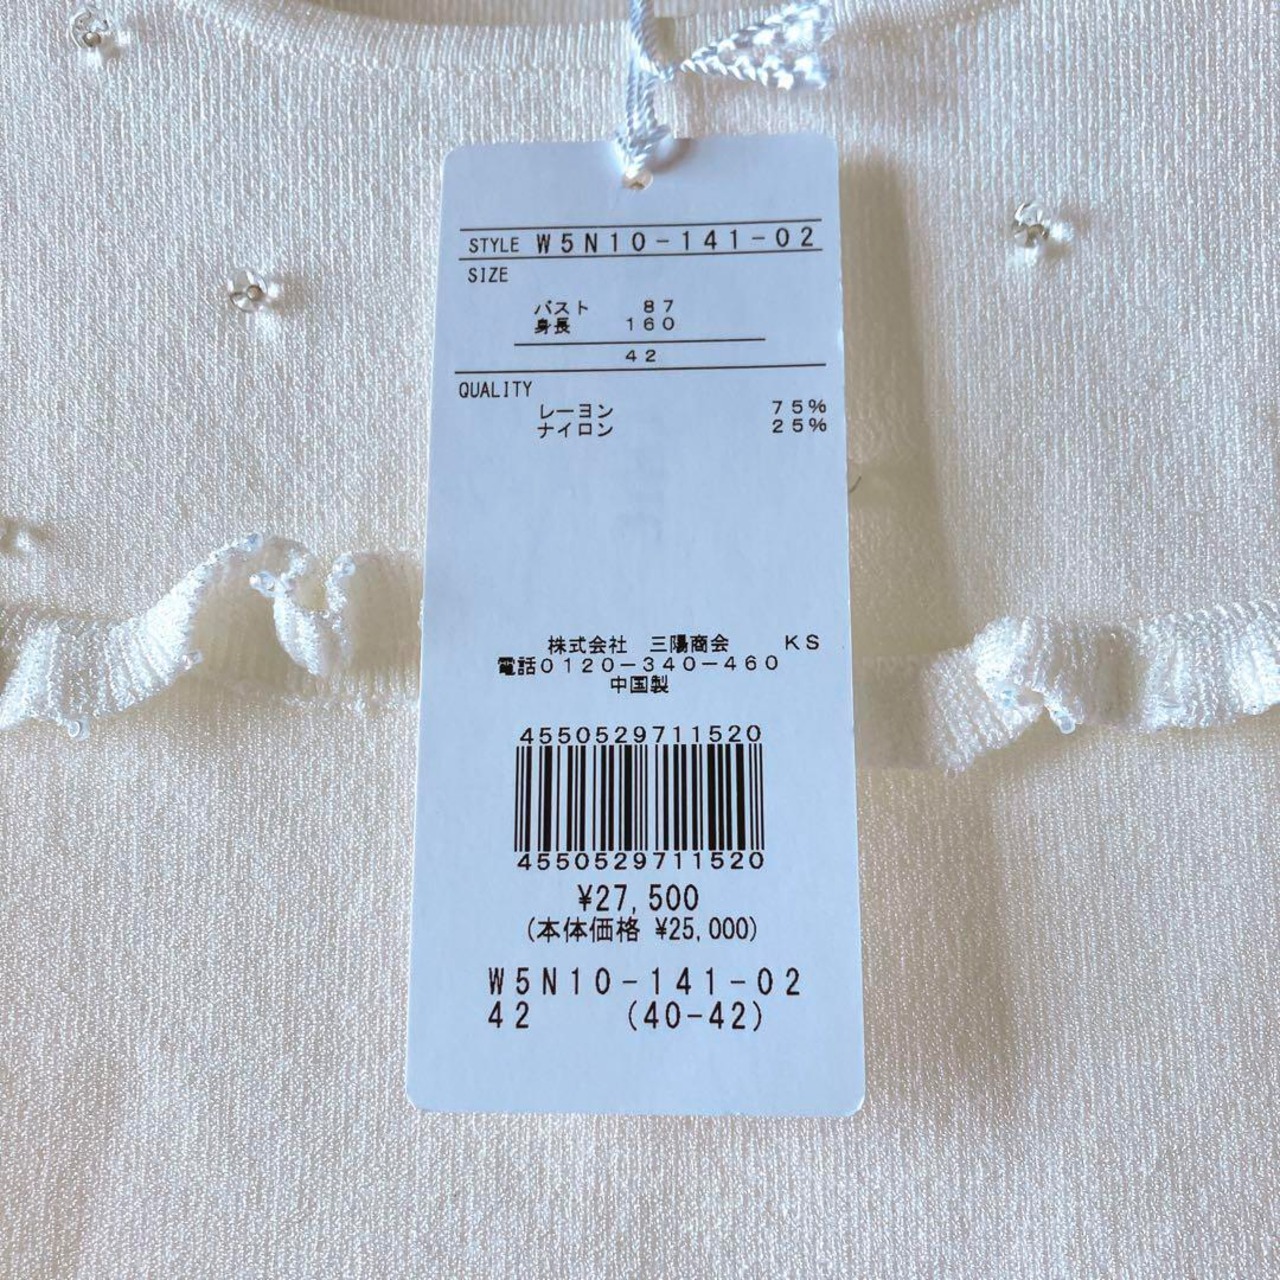 STYLE W5N10-141-02
SIZE
バスト 87
身長 160
42
QUALITY
レーヨン 75%
ナイロン 25%
株式会社 三陽商会 KS
電話0120-340-460
中国製
4550529711520
4550529711520
¥27,500
(本体価格 ¥25,000)
W5N10-141-02
42 (40-42)